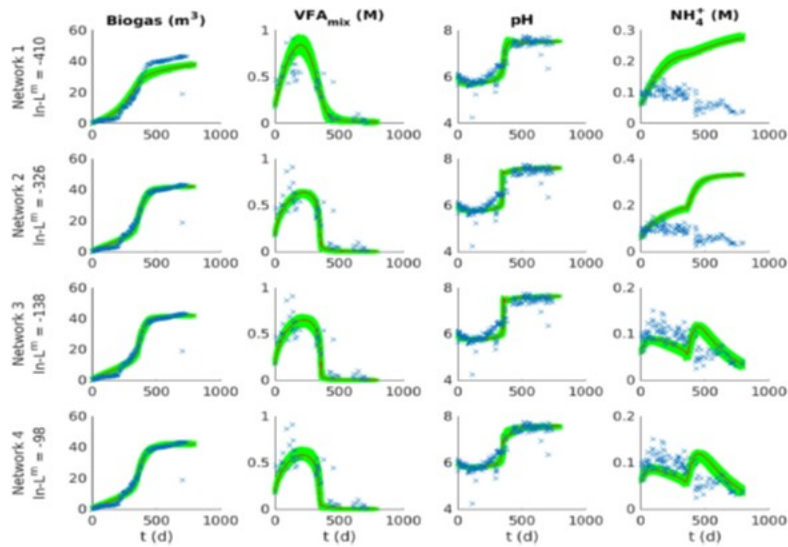 Biogas (m³) VFAmix (M) pH NH₄⁺ (M)
Network 1
ln-Lᵐ = -410
60 1 8 0.3
40 0.2
0.5 6
20 0.1
0 0 4 0
0 500 1000 0 500 1000 0 500 1000 0 500 1000
Network 2
ln-Lᵐ = -326
60 1 8 0.4
40
0.5 6 0.2
20
0 0 4 0
0 500 1000 0 500 1000 0 500 1000 0 500 1000
Network 3
ln-Lᵐ = -138
60 1 8 0.2
40
0.5 6 0.1
20
0 0 4 0
0 500 1000 0 500 1000 0 500 1000 0 500 1000
Network 4
ln-Lᵐ = -98
60 1 8 0.2
40
0.5 6 0.1
20
0 0 4 0
0 500 1000 0 500 1000 0 500 1000 0 500 1000
t (d) t (d) t (d) t (d)